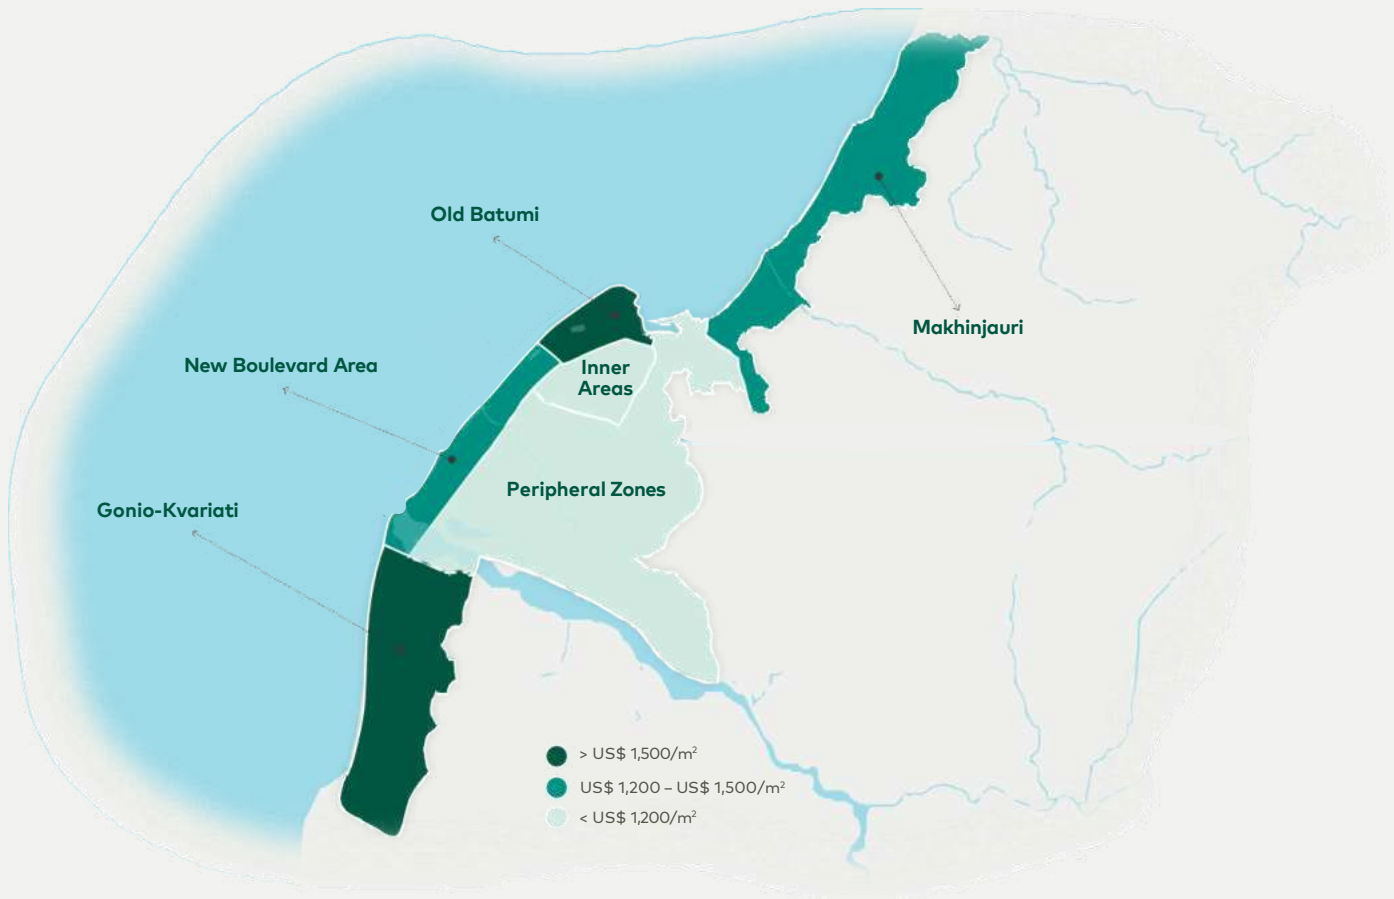 Old Batumi
Makhinjauri
New Boulevard Area
Inner
Areas
Peripheral Zones
Gonio-Kvariati
> US$ 1,500/m²
US$ 1,200 – US$ 1,500/m²
< US$ 1,200/m²